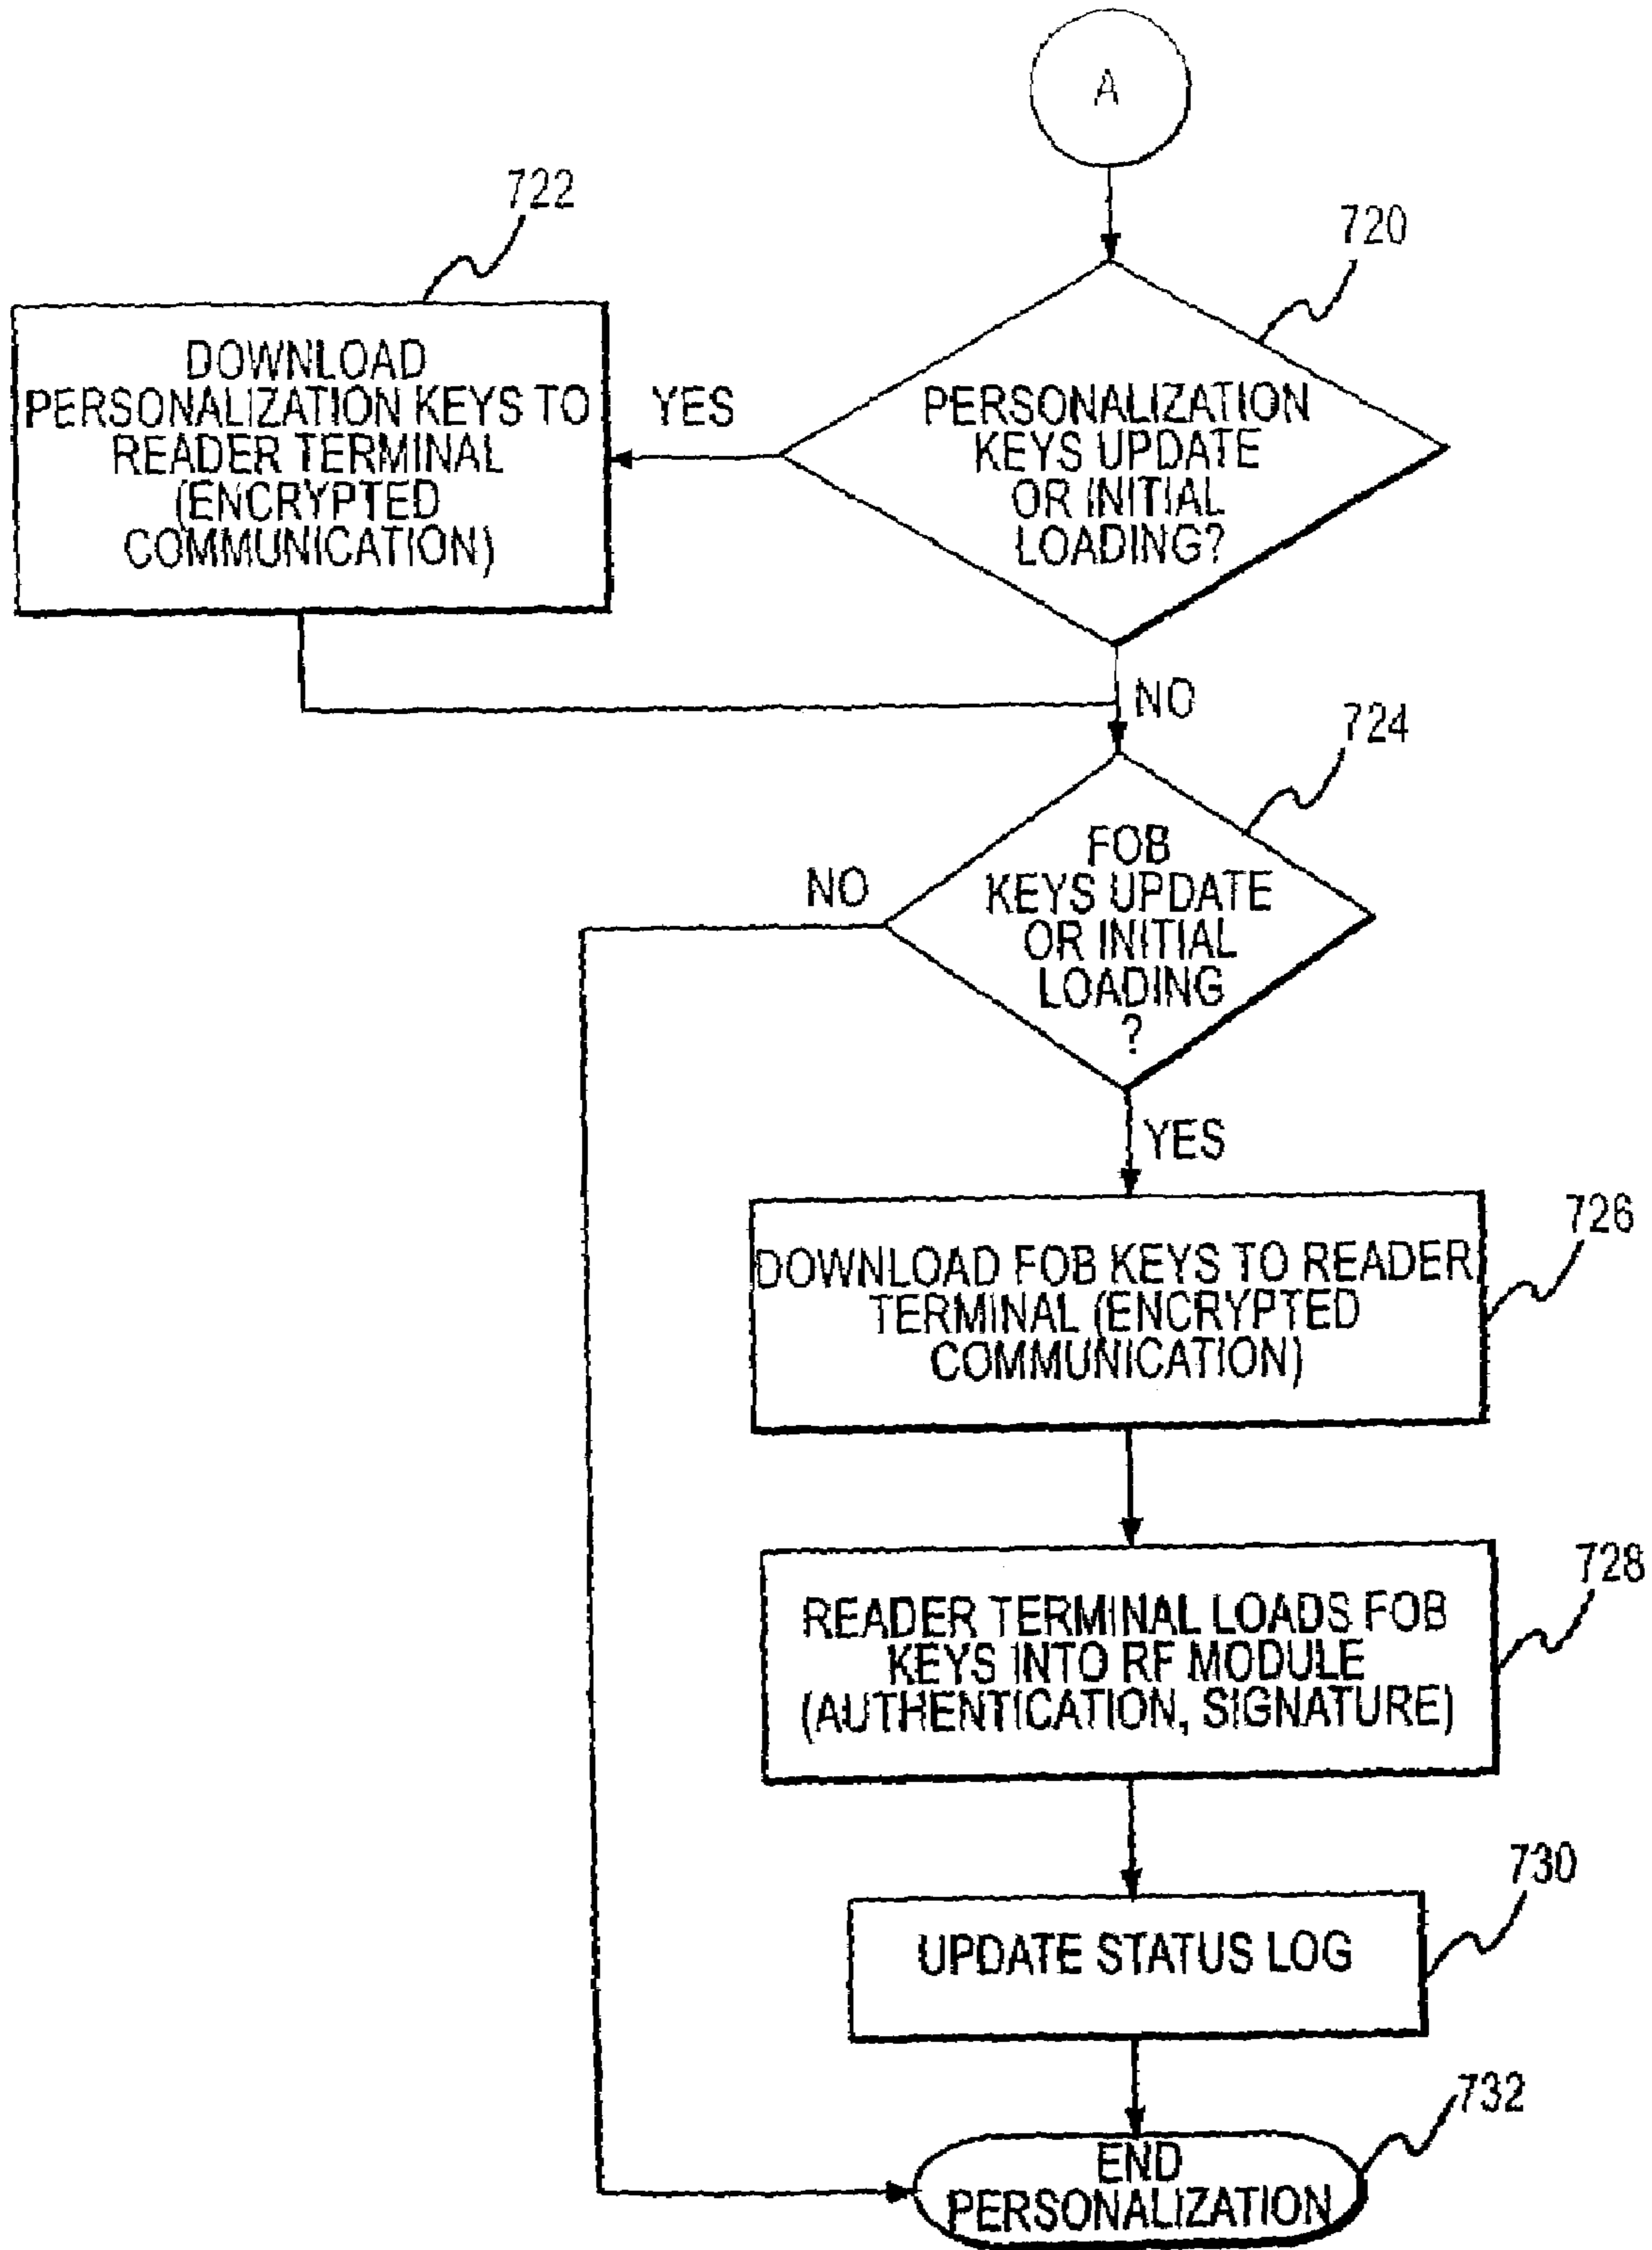 A
722
720
DOWNLOAD
PERSONALIZATION KEYS TO
READER TERMINAL
(ENCRYPTED
COMMUNICATION)
YES
PERSONALIZATION
KEYS UPDATE
OR INITIAL
LOADING?
NO
724
NO
FOB
KEYS UPDATE
OR INITIAL
LOADING
?
YES
726
DOWNLOAD FOB KEYS TO READER
TERMINAL (ENCRYPTED
COMMUNICATION)
728
READER TERMINAL LOADS FOB
KEYS INTO RF MODULE
(AUTHENTICATION, SIGNATURE)
730
UPDATE STATUS LOG
732
END
PERSONALIZATION